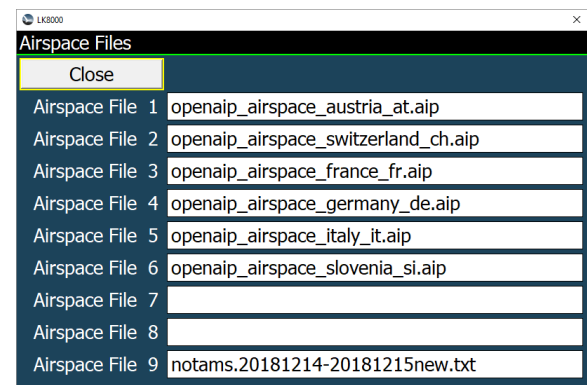 LK8000
Airspace Files
Close
Airspace File 1 openaip_airspace_austria_at.aip
Airspace File 2 openaip_airspace_switzerland_ch.aip
Airspace File 3 openaip_airspace_france_fr.aip
Airspace File 4 openaip_airspace_germany_de.aip
Airspace File 5 openaip_airspace_italy_it.aip
Airspace File 6 openaip_airspace_slovenia_si.aip
Airspace File 7
Airspace File 8
Airspace File 9 notams.20181214-20181215new.txt